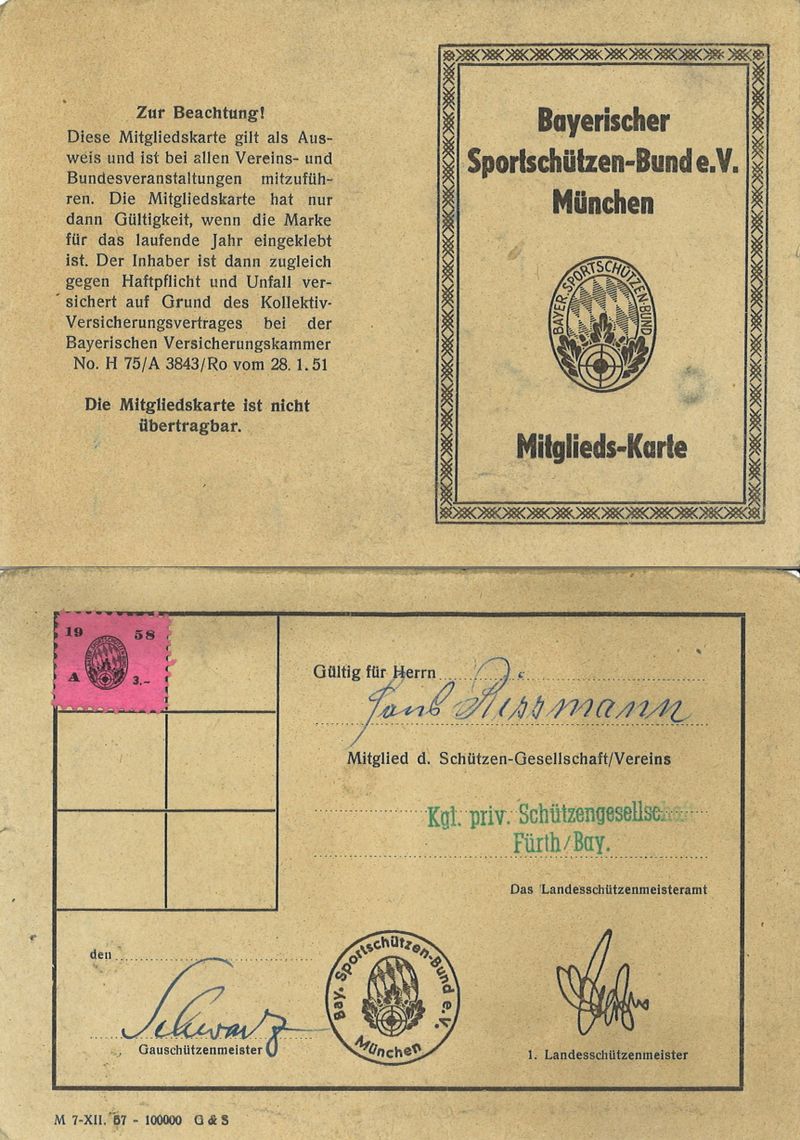 Zur Beachtung!
Diese Mitgliedskarte gilt als Aus-
weis und ist bei allen Vereins- und
Bundesveranstaltungen mitzufüh-
ren. Die Mitgliedskarte hat nur
dann Gültigkeit, wenn die Marke
für das laufende Jahr eingeklebt
ist. Der Inhaber ist dann zugleich
gegen Haftpflicht und Unfall ver-
sichert auf Grund des Kollektiv-
Versicherungsvertrages bei der
Bayerischen Versicherungskammer
No. H 75/A 3843/Ro vom 28. 1. 51
Die Mitgliedskarte ist nicht
übertragbar.
Bayerischer
Sportschützen-Bund e.V.
München
BAYER. SPORTSCHÜTZEN-BUND
Mitglieds-Karte
19 58
A 3.–
Gültig für Herrn
Hans Rissmann
Mitglied d. Schützen-Gesellschaft/Vereins
Kgl. priv. Schützengesellsc
Fürth/Bay.
Das Landesschützenmeisteramt
den
Schwarz
Gauschützenmeister
Bay. Sportschützen-Bund e.V.
München
1. Landesschützenmeister
M 7-XII. 57 - 100000 G & S